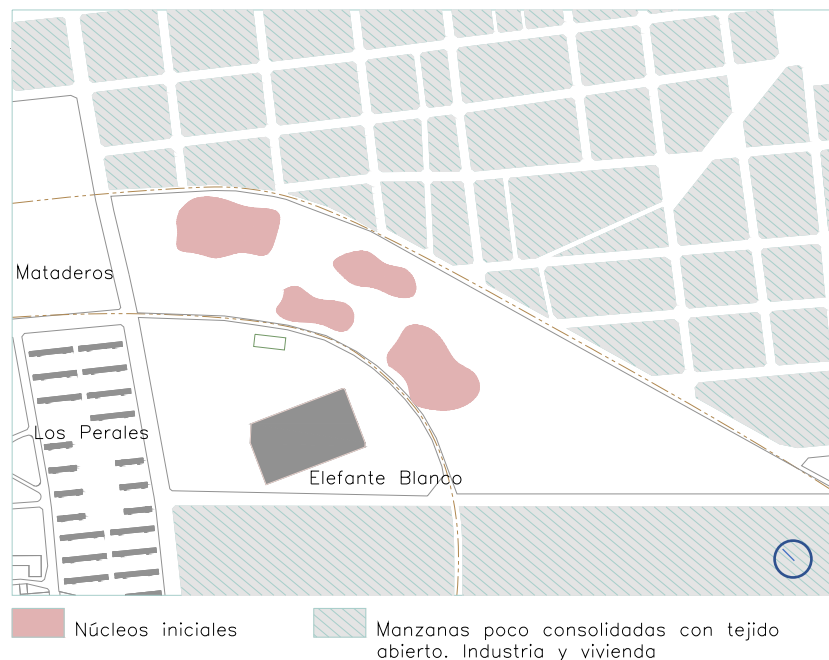 Mataderos
Los Perales
Elefante Blanco
Núcleos iniciales
Manzanas poco consolidadas con tejido
abierto. Industria y vivienda